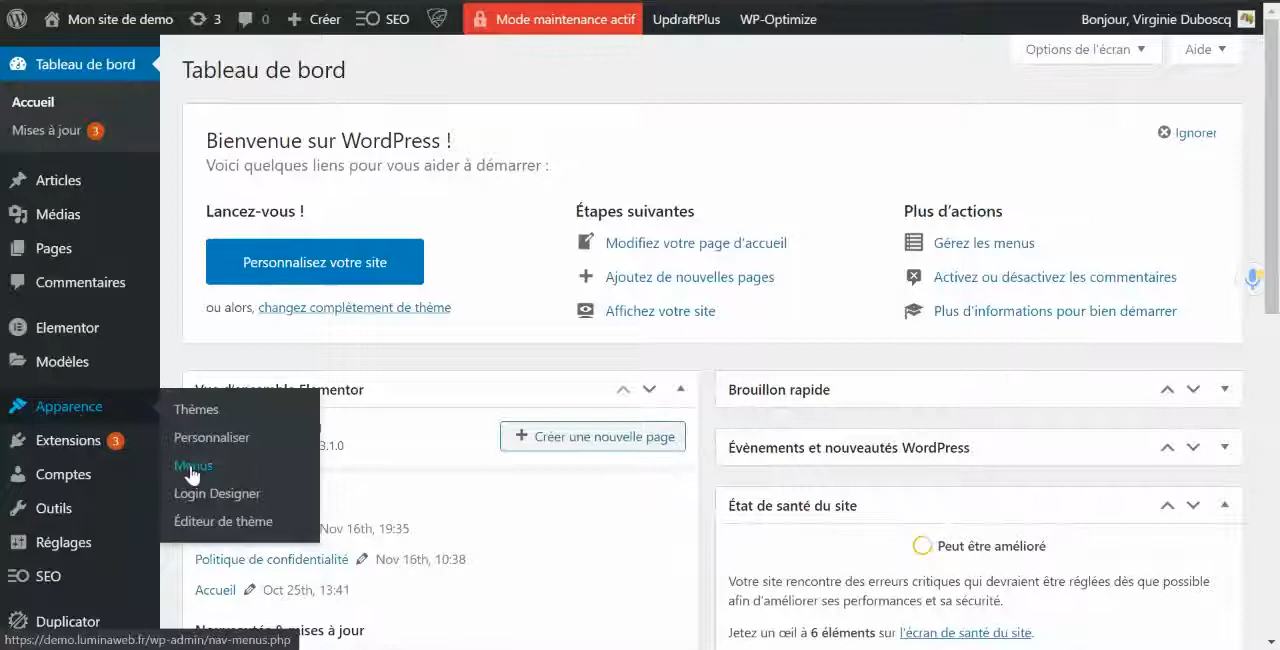 Mon site de demo 3 0 Créer SEO Mode maintenance actif UpdraftPlus WP-Optimize Bonjour, Virginie Duboscq
Tableau de bord
Accueil
Mises à jour 3
Articles
Médias
Pages
Commentaires
Elementor
Modèles
Apparence
Extensions 3
Comptes
Outils
Réglages
SEO
Duplicator
Thèmes
Personnaliser
Menus
Login Designer
Éditeur de thème
Options de l'écran ▼ Aide ▼
Tableau de bord
Bienvenue sur WordPress !
Ignorer
Voici quelques liens pour vous aider à démarrer :
Lancez-vous !
Personnalisez votre site
ou alors, changez complètement de thème
Étapes suivantes
Modifiez votre page d'accueil
Ajoutez de nouvelles pages
Affichez votre site
Plus d'actions
Gérez les menus
Activez ou désactivez les commentaires
Plus d'informations pour bien démarrer
Vue d'ensemble Elementor
3.1.0
Créer une nouvelle page
Nov 16th, 19:35
Politique de confidentialité Nov 16th, 10:38
Accueil Oct 25th, 13:41
Nouveautés & mises à jour
Brouillon rapide
Évènements et nouveautés WordPress
État de santé du site
Peut être amélioré
Votre site rencontre des erreurs critiques qui devraient être réglées dès que possible
afin d'améliorer ses performances et sa sécurité.
Jetez un œil à 6 éléments sur l'écran de santé du site.
https://demo.luminaweb.fr/wp-admin/nav-menus.php